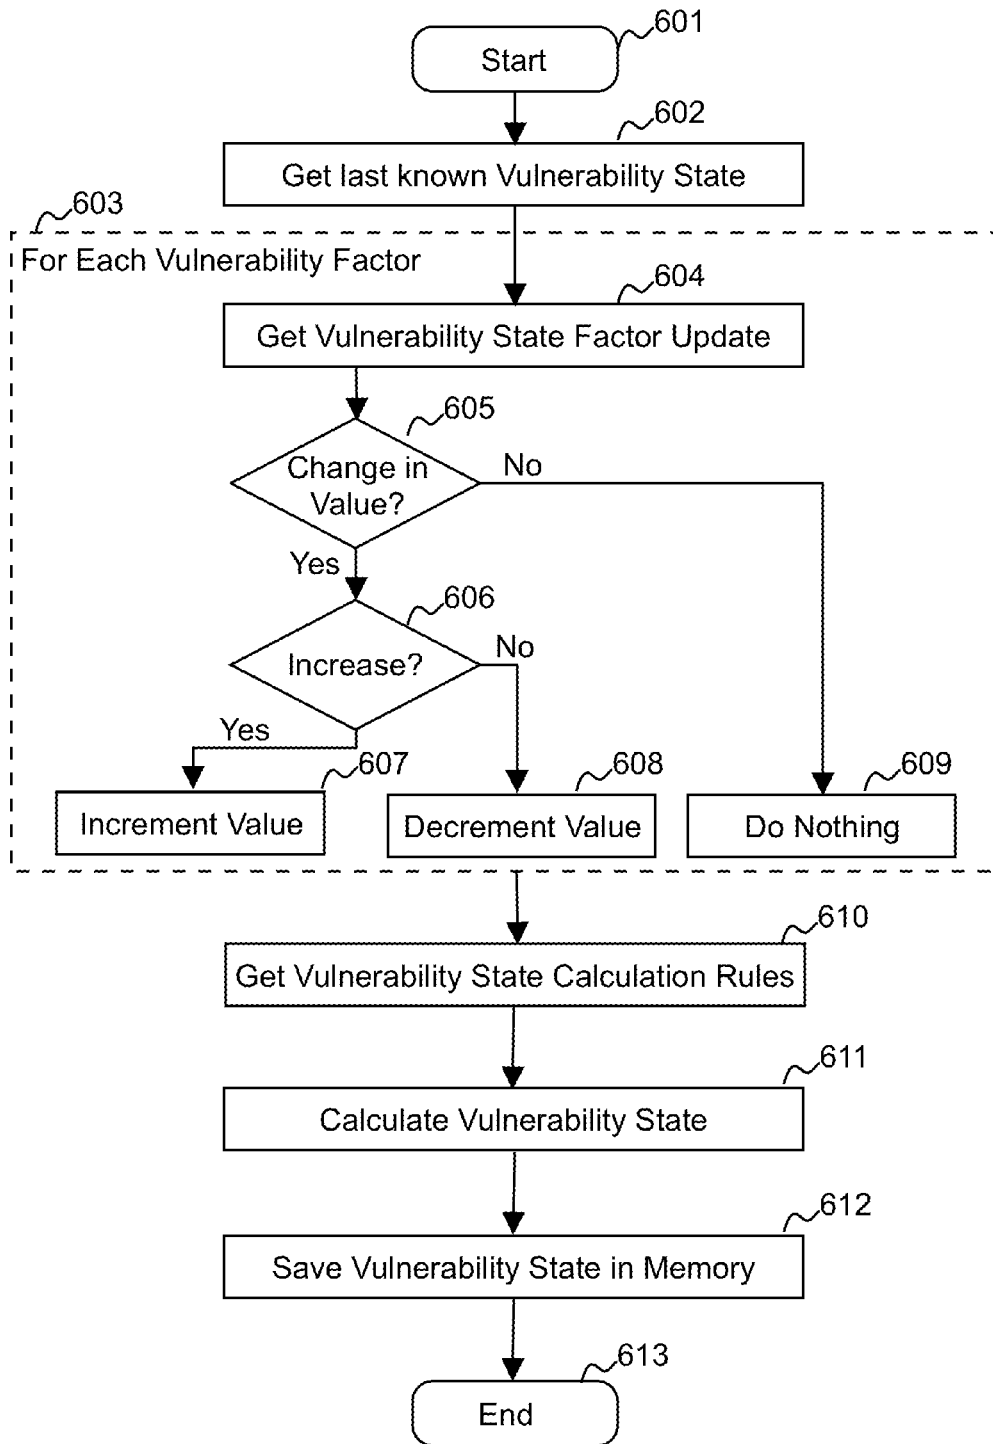 601
Start
602
Get last known Vulnerability State
603
For Each Vulnerability Factor
604
Get Vulnerability State Factor Update
605
Change in
Value?
No
Yes
606
Increase?
No
Yes
607
Increment Value
608
Decrement Value
609
Do Nothing
610
Get Vulnerability State Calculation Rules
611
Calculate Vulnerability State
612
Save Vulnerability State in Memory
613
End